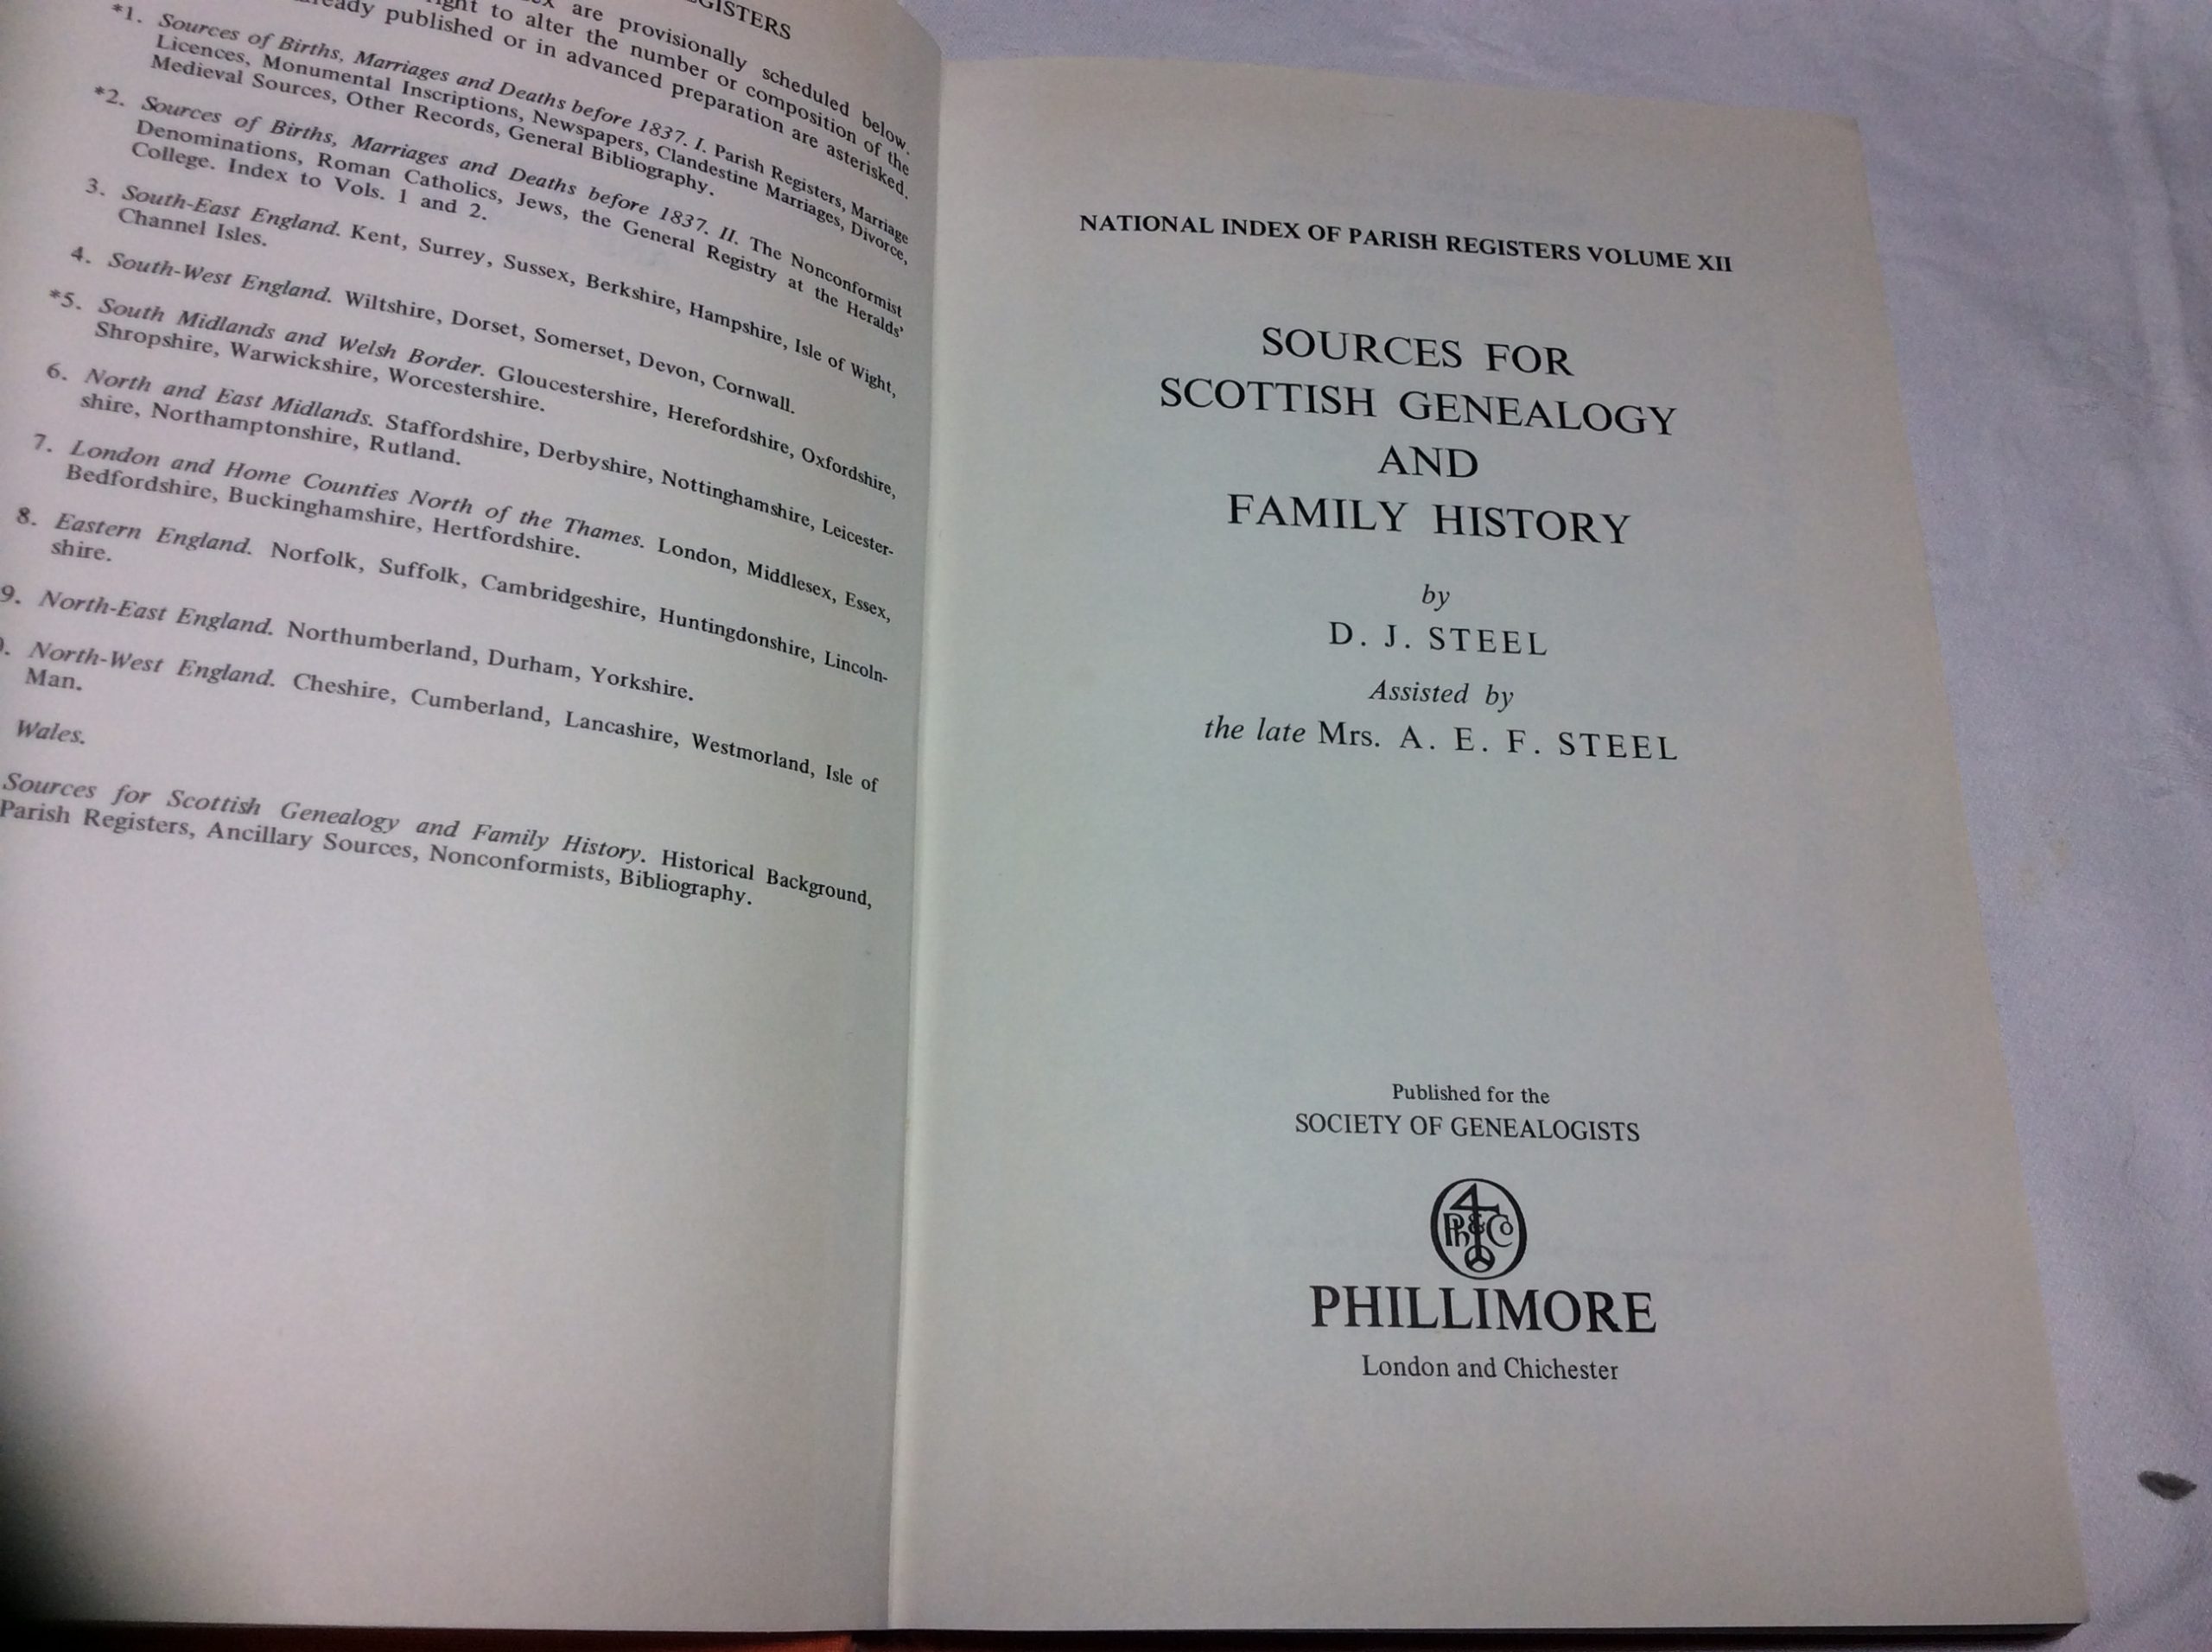 GISTERS
are provisionally scheduled below.
to alter the number or composition of the
published or in advanced preparation are asterisked.
*1. Sources of Births, Marriages and Deaths before 1837. I. Parish Registers, Marriage
Licences, Monumental Inscriptions, Newspapers, Clandestine Marriages, Divorce,
Medieval Sources, Other Records, General Bibliography.
*2. Sources of Births, Marriages and Deaths before 1837. II. The Nonconformist
Denominations, Roman Catholics, Jews, the General Registry at the Heralds'
College. Index to Vols. 1 and 2.
3. South-East England. Kent, Surrey, Sussex, Berkshire, Hampshire, Isle of Wight,
Channel Isles.
4. South-West England. Wiltshire, Dorset, Somerset, Devon, Cornwall.
*5. South Midlands and Welsh Border. Gloucestershire, Herefordshire, Oxfordshire,
Shropshire, Warwickshire, Worcestershire.
6. North and East Midlands. Staffordshire, Derbyshire, Nottinghamshire, Leicester-
shire, Northamptonshire, Rutland.
7. London and Home Counties North of the Thames. London, Middlesex, Essex,
Bedfordshire, Buckinghamshire, Hertfordshire.
8. Eastern England. Norfolk, Suffolk, Cambridgeshire, Huntingdonshire, Lincoln-
shire.
9. North-East England. Northumberland, Durham, Yorkshire.
North-West England. Cheshire, Cumberland, Lancashire, Westmorland, Isle of
Man.
Wales.
Sources for Scottish Genealogy and Family History. Historical Background,
Parish Registers, Ancillary Sources, Nonconformists, Bibliography.
NATIONAL INDEX OF PARISH REGISTERS VOLUME XII
SOURCES FOR
SCOTTISH GENEALOGY
AND
FAMILY HISTORY
by
D. J. STEEL
Assisted by
the late Mrs. A. E. F. STEEL
Published for the
SOCIETY OF GENEALOGISTS
Ph & Co
PHILLIMORE
London and Chichester